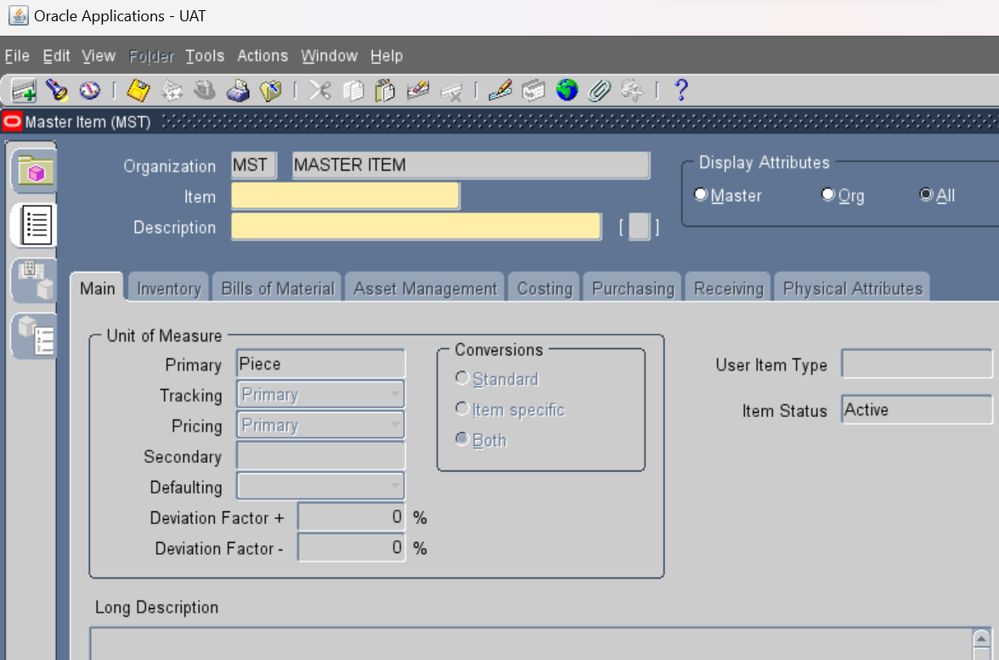 Oracle Applications - UAT
File Edit View Folder Tools Actions Window Help
?
Master Item (MST)
Organization MST MASTER ITEM
Item
Description [ ]
Display Attributes
Master Org All
Main Inventory Bills of Material Asset Management Costing Purchasing Receiving Physical Attributes
Unit of Measure
Primary Piece
Tracking Primary
Pricing Primary
Secondary
Defaulting
Deviation Factor + 0 %
Deviation Factor - 0 %
Conversions
Standard
Item specific
Both
User Item Type
Item Status Active
Long Description